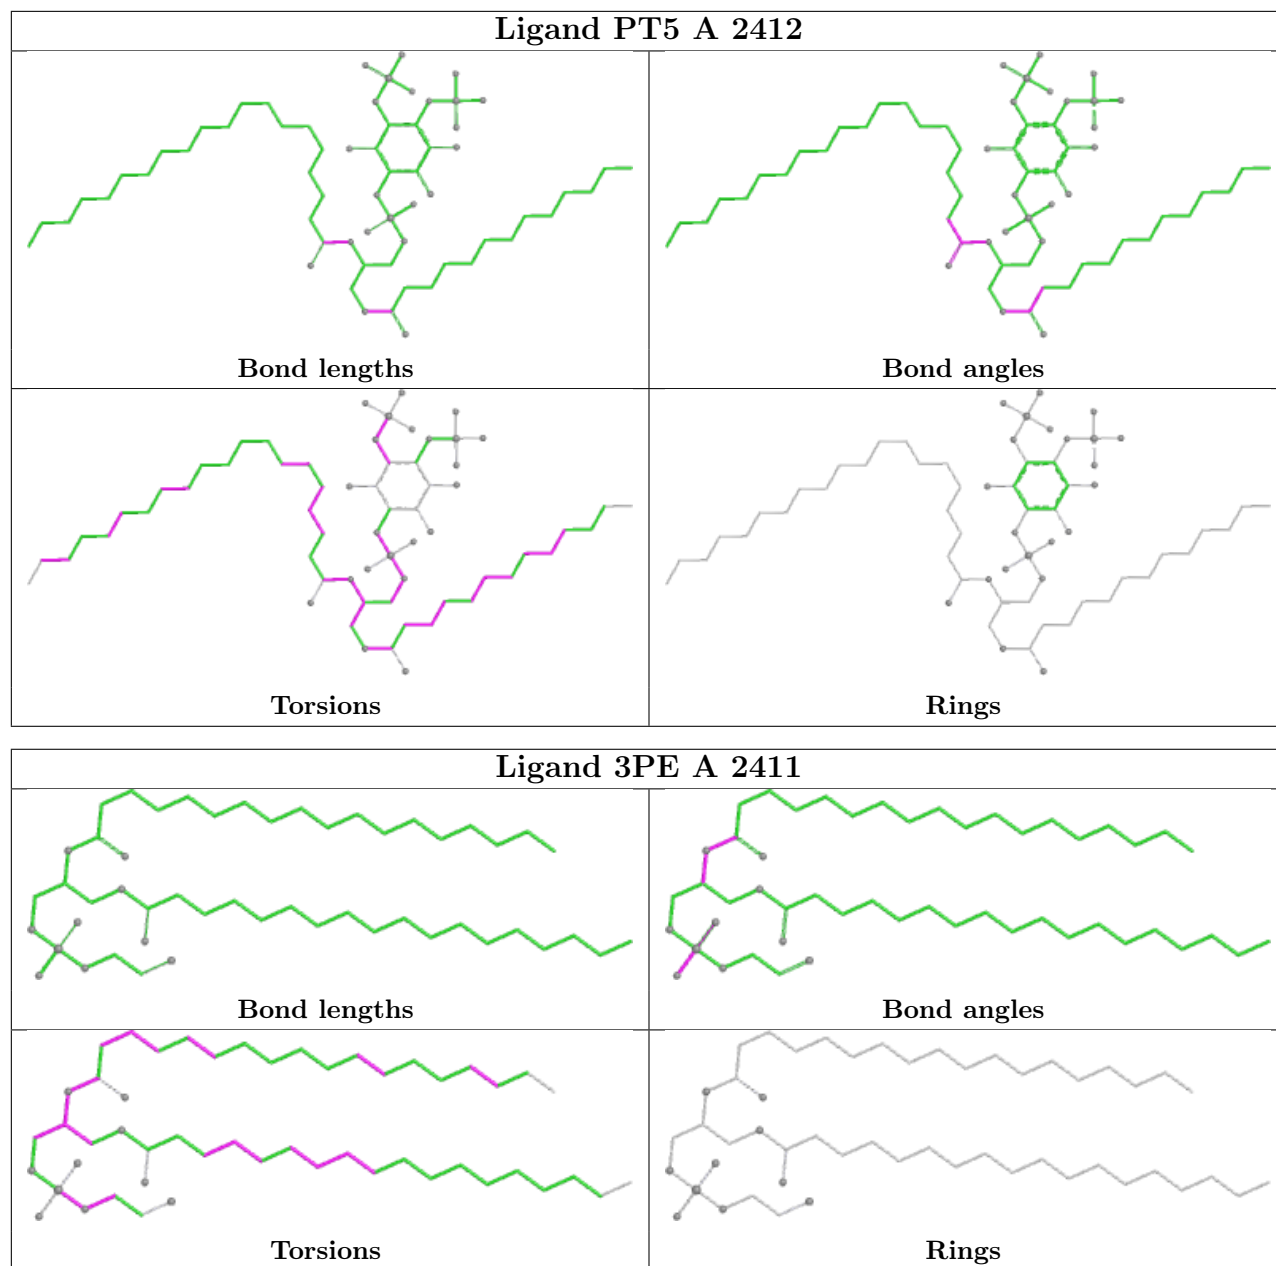 Ligand PT5 A 2412
Bond lengths
Bond angles
Torsions
Rings
Ligand 3PE A 2411
Bond lengths
Bond angles
Torsions
Rings